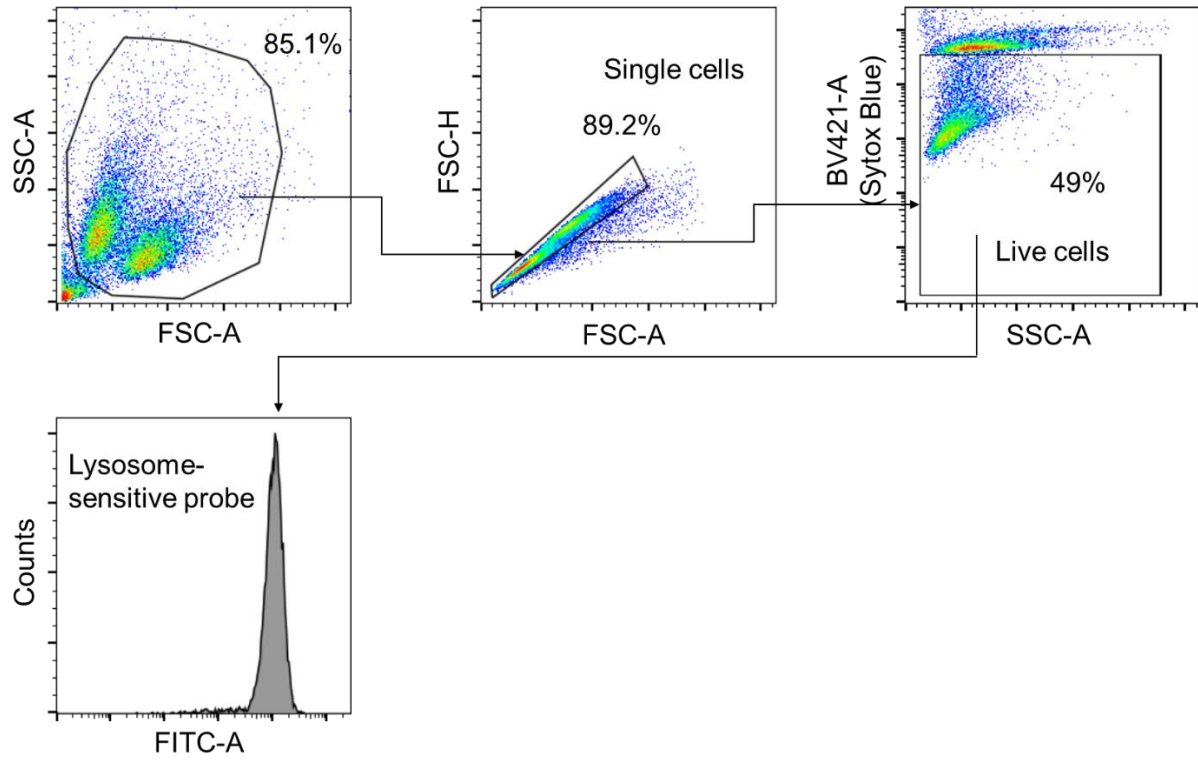 85.1%
SSC-A
FSC-A
Single cells
89.2%
FSC-H
FSC-A
BV421-A
(Sytox Blue)
49%
Live cells
SSC-A
Lysosome-
sensitive probe
Counts
FITC-A